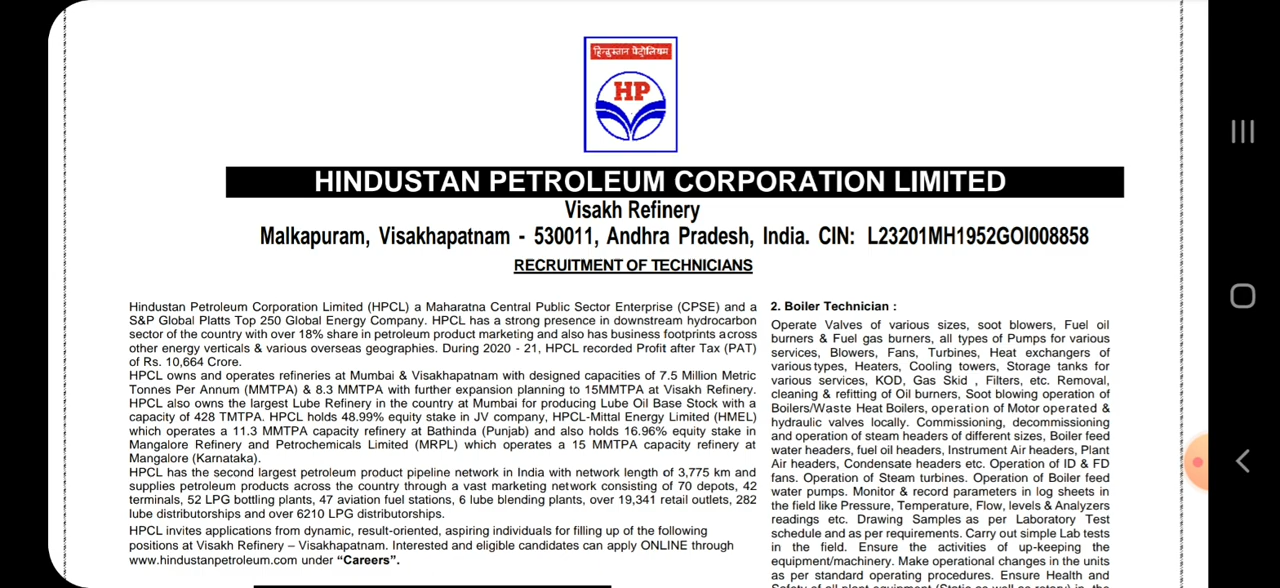 हिन्दुस्तान पेट्रोलियम
HP
HINDUSTAN PETROLEUM CORPORATION LIMITED
Visakh Refinery
Malkapuram, Visakhapatnam - 530011, Andhra Pradesh, India. CIN: L23201MH1952GOI008858
RECRUITMENT OF TECHNICIANS
Hindustan Petroleum Corporation Limited (HPCL) a Maharatna Central Public Sector Enterprise (CPSE) and a
S&P Global Platts Top 250 Global Energy Company. HPCL has a strong presence in downstream hydrocarbon
sector of the country with over 18% share in petroleum product marketing and also has business footprints across
other energy verticals & various overseas geographies. During 2020 - 21, HPCL recorded Profit after Tax (PAT)
of Rs. 10,664 Crore.
HPCL owns and operates refineries at Mumbai & Visakhapatnam with designed capacities of 7.5 Million Metric
Tonnes Per Annum (MMTPA) & 8.3 MMTPA with further expansion planning to 15MMTPA at Visakh Refinery.
HPCL also owns the largest Lube Refinery in the country at Mumbai for producing Lube Oil Base Stock with a
capacity of 428 TMTPA. HPCL holds 48.99% equity stake in JV company, HPCL-Mittal Energy Limited (HMEL)
which operates a 11.3 MMTPA capacity refinery at Bathinda (Punjab) and also holds 16.96% equity stake in
Mangalore Refinery and Petrochemicals Limited (MRPL) which operates a 15 MMTPA capacity refinery at
Mangalore (Karnataka).
HPCL has the second largest petroleum product pipeline network in India with network length of 3,775 km and
supplies petroleum products across the country through a vast marketing network consisting of 70 depots, 42
terminals, 52 LPG bottling plants, 47 aviation fuel stations, 6 lube blending plants, over 19,341 retail outlets, 282
lube distributorships and over 6210 LPG distributorships.
HPCL invites applications from dynamic, result-oriented, aspiring individuals for filling up of the following
positions at Visakh Refinery – Visakhapatnam. Interested and eligible candidates can apply ONLINE through
www.hindustanpetroleum.com under “Careers”.
2. Boiler Technician :
Operate Valves of various sizes, soot blowers, Fuel oil
burners & Fuel gas burners, all types of Pumps for various
services, Blowers, Fans, Turbines, Heat exchangers of
various types, Heaters, Cooling towers, Storage tanks for
various services, KOD, Gas Skid , Filters, etc. Removal,
cleaning & refitting of Oil burners, Soot blowing operation of
Boilers/Waste Heat Boilers, operation of Motor operated &
hydraulic valves locally. Commissioning, decommissioning
and operation of steam headers of different sizes, Boiler feed
water headers, fuel oil headers, Instrument Air headers, Plant
Air headers, Condensate headers etc. Operation of ID & FD
fans. Operation of Steam turbines. Operation of Boiler feed
water pumps. Monitor & record parameters in log sheets in
the field like Pressure, Temperature, Flow, levels & Analyzers
readings etc. Drawing Samples as per Laboratory Test
schedule and as per requirements. Carry out simple Lab tests
in the field. Ensure the activities of up-keeping the
equipment/machinery. Make operational changes in the units
as per standard operating procedures. Ensure Health and
Safety of all plant equipment (Static as well as rotary) in the